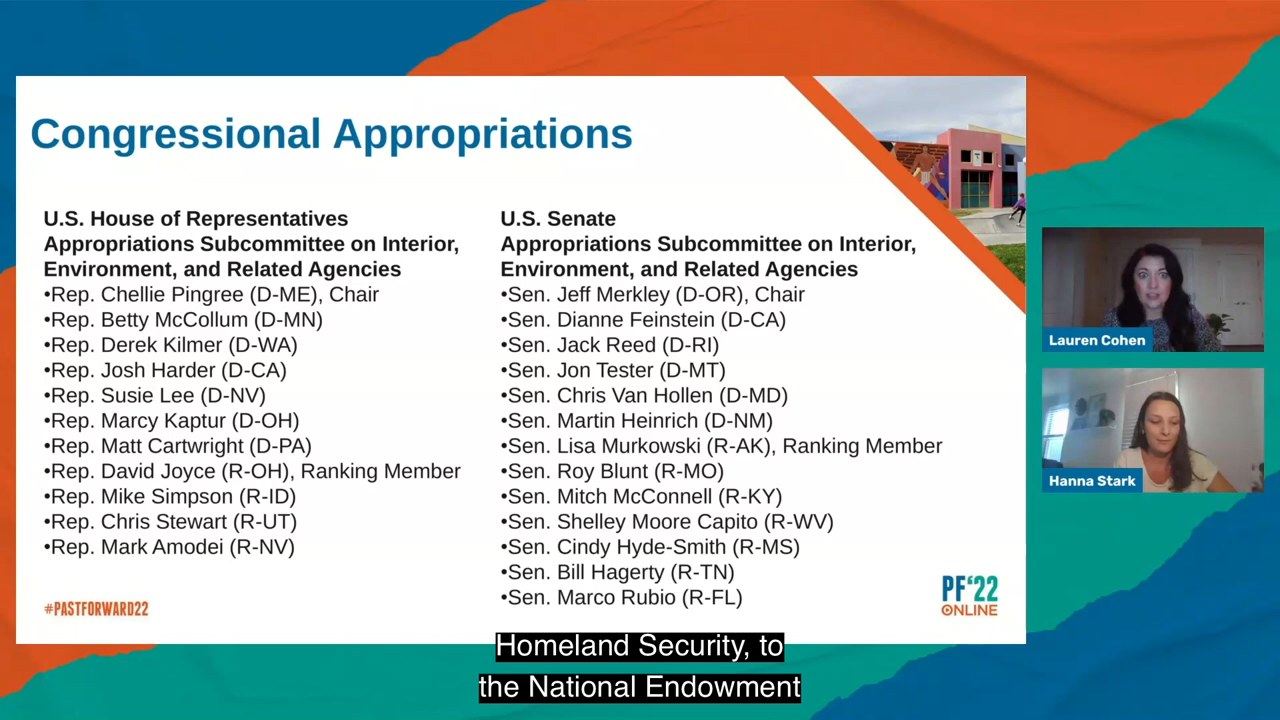 Congressional Appropriations
U.S. House of Representatives
Appropriations Subcommittee on Interior,
Environment, and Related Agencies
•Rep. Chellie Pingree (D-ME), Chair
•Rep. Betty McCollum (D-MN)
•Rep. Derek Kilmer (D-WA)
•Rep. Josh Harder (D-CA)
•Rep. Susie Lee (D-NV)
•Rep. Marcy Kaptur (D-OH)
•Rep. Matt Cartwright (D-PA)
•Rep. David Joyce (R-OH), Ranking Member
•Rep. Mike Simpson (R-ID)
•Rep. Chris Stewart (R-UT)
•Rep. Mark Amodei (R-NV)
U.S. Senate
Appropriations Subcommittee on Interior,
Environment, and Related Agencies
•Sen. Jeff Merkley (D-OR), Chair
•Sen. Dianne Feinstein (D-CA)
•Sen. Jack Reed (D-RI)
•Sen. Jon Tester (D-MT)
•Sen. Chris Van Hollen (D-MD)
•Sen. Martin Heinrich (D-NM)
•Sen. Lisa Murkowski (R-AK), Ranking Member
•Sen. Roy Blunt (R-MO)
•Sen. Mitch McConnell (R-KY)
•Sen. Shelley Moore Capito (R-WV)
•Sen. Cindy Hyde-Smith (R-MS)
•Sen. Bill Hagerty (R-TN)
•Sen. Marco Rubio (R-FL)
#PASTFORWARD22
PF‘22
ONLINE
Lauren Cohen
Hanna Stark
Homeland Security, to
the National Endowment